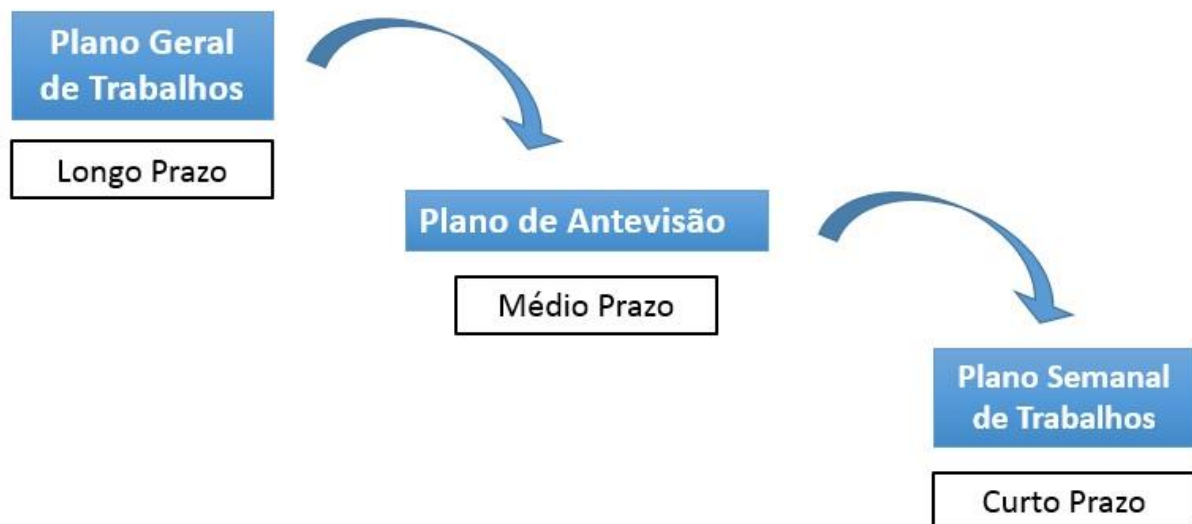 Plano Geral
de Trabalhos
Longo Prazo
Plano de Antevisão
Médio Prazo
Plano Semanal
de Trabalhos
Curto Prazo